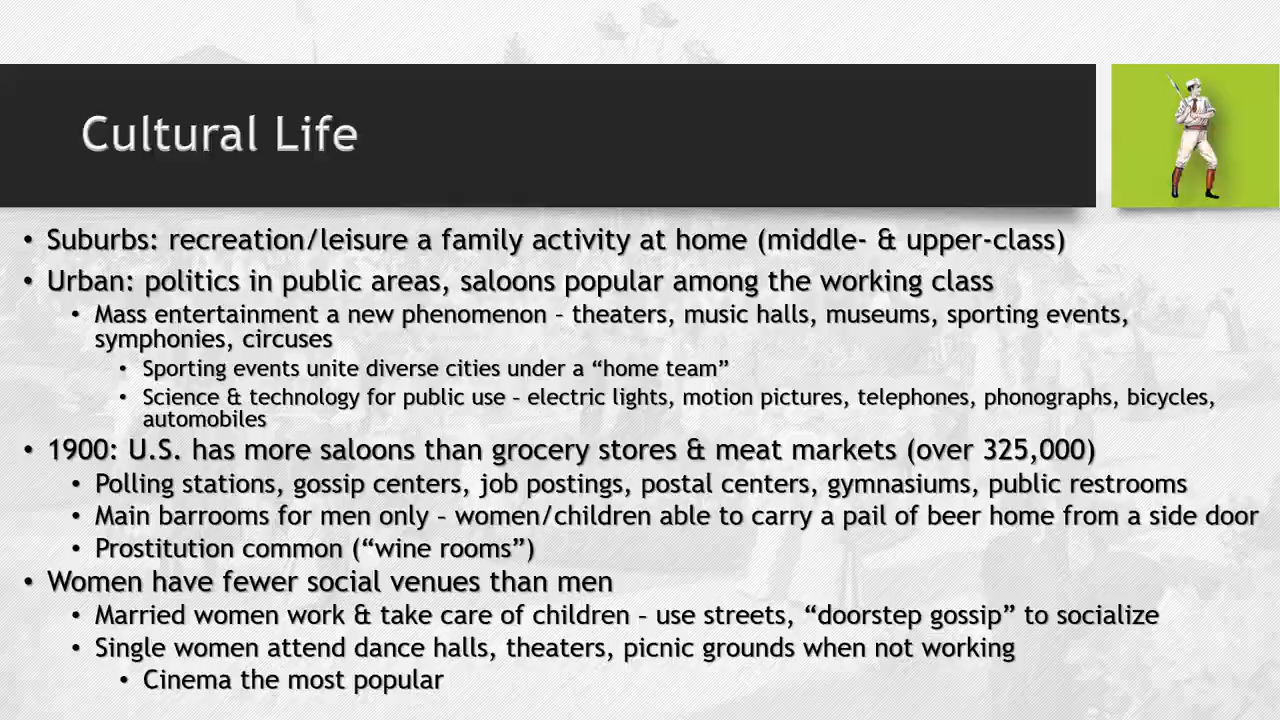 Cultural Life
• Suburbs: recreation/leisure a family activity at home (middle- & upper-class)
• Urban: politics in public areas, saloons popular among the working class
• Mass entertainment a new phenomenon – theaters, music halls, museums, sporting events,
symphonies, circuses
• Sporting events unite diverse cities under a “home team”
• Science & technology for public use – electric lights, motion pictures, telephones, phonographs, bicycles,
automobiles
• 1900: U.S. has more saloons than grocery stores & meat markets (over 325,000)
• Polling stations, gossip centers, job postings, postal centers, gymnasiums, public restrooms
• Main barrooms for men only – women/children able to carry a pail of beer home from a side door
• Prostitution common (“wine rooms”)
• Women have fewer social venues than men
• Married women work & take care of children – use streets, “doorstep gossip” to socialize
• Single women attend dance halls, theaters, picnic grounds when not working
• Cinema the most popular